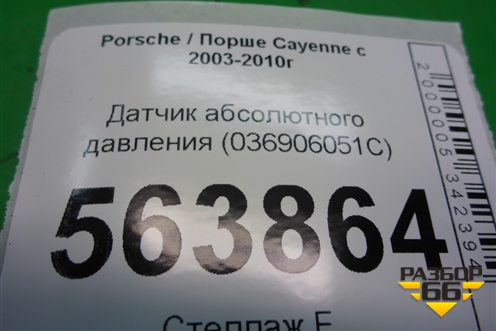 Porsche / Порше Cayenne с
2003-2010г
Датчик абсолютного
давления (036906051C)
563864
Стеллаж Е
2000005342394
РАЗБОР
66